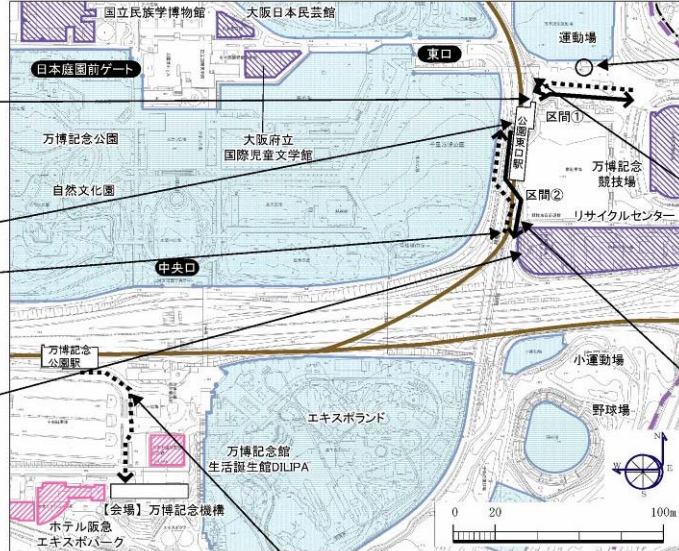 国立民族学博物館
大阪日本民芸館
運動場
日本庭園前ゲート
東口
区間①
公園東口駅
万博記念公園
大阪府立
国際児童文学館
万博記念
競技場
自然文化園
区間②
リサイクルセンター
中央口
万博記念
公園駅
小運動場
エキスポランド
野球場
万博記念館
生活誕生館DILIPA
N
W
E
S
【会場】万博記念機構
ホテル阪急
エキスポパーク
0
20
100m